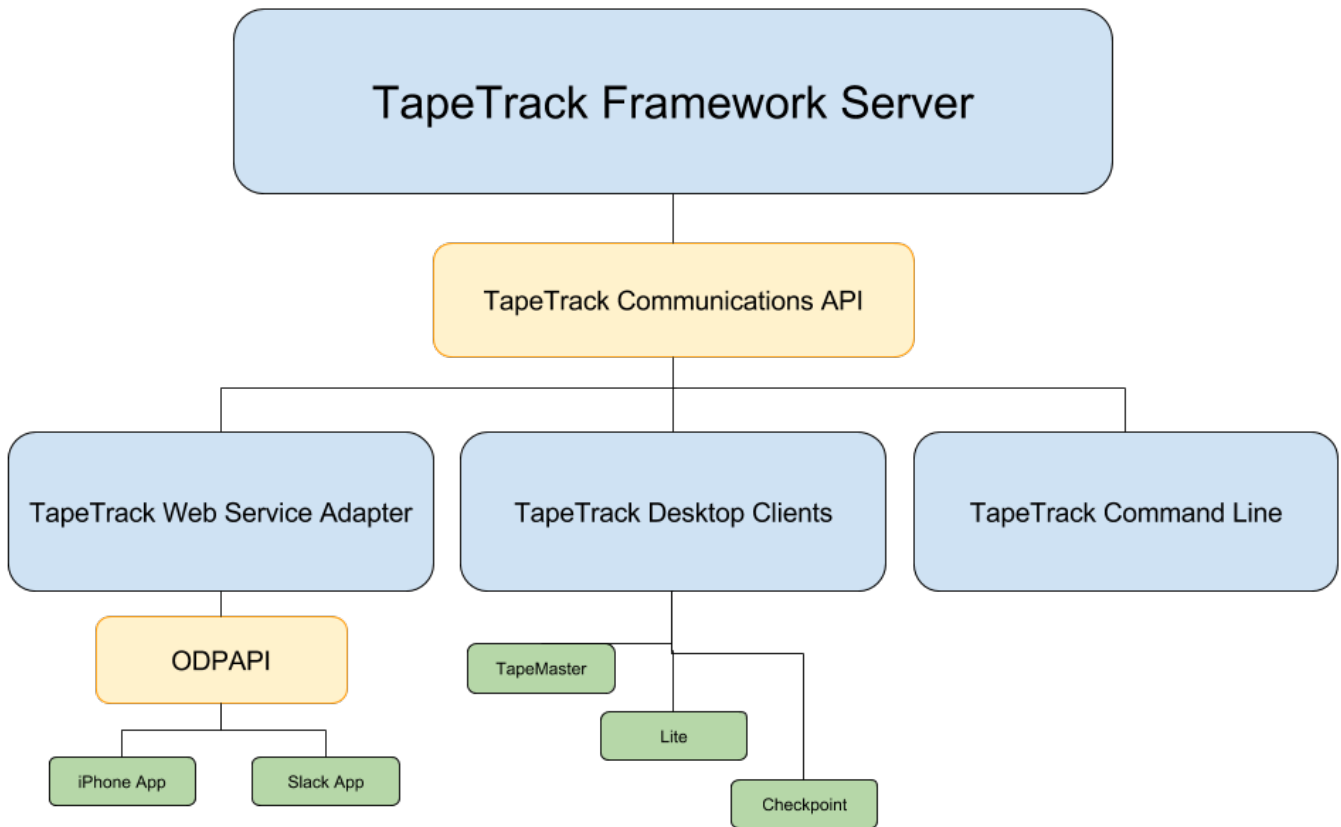 TapeTrack Framework Server
TapeTrack Communications API
TapeTrack Web Service Adapter
TapeTrack Desktop Clients
TapeTrack Command Line
ODPAPI
TapeMaster
Lite
iPhone App
Slack App
Checkpoint